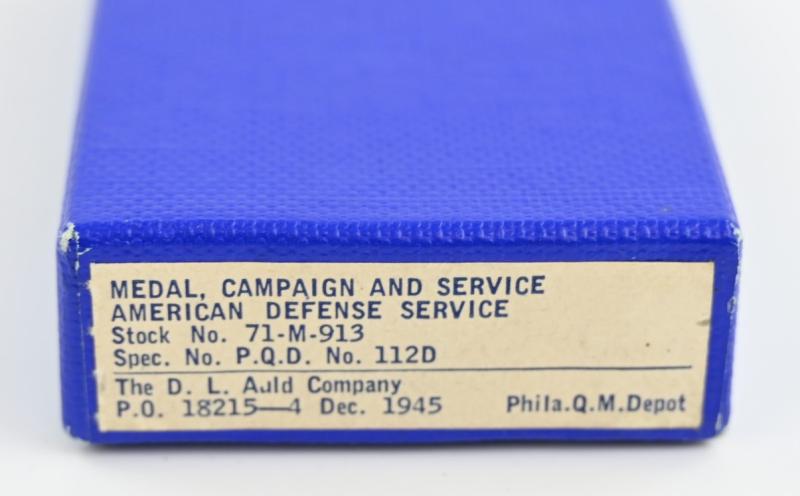 MEDAL, CAMPAIGN AND SERVICE
AMERICAN DEFENSE SERVICE
Stock No. 71-M-913
Spec. No. P.Q.D. No. 112D
The D. L. Auld Company
P.O. 18215—4 Dec. 1945 Phila.Q.M.Depot